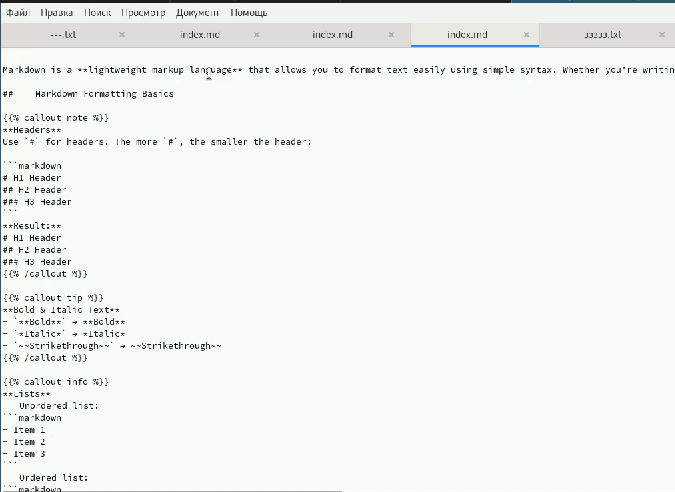 Файл Правка Поиск Просмотр Документ Помощь
---.txt × index.md × index.md × index.md × эзззз.txt ×
Markdown is a **lightweight markup language** that allows you to format text easily using simple syntax. Whether you're writin
## Markdown Formatting Basics
{{% callout note %}}
**Headers**
Use `#` for headers. The more `#`, the smaller the header:
```markdown
# H1 Header
## H2 Header
### H3 Header
```
**Result:**
# H1 Header
## H2 Header
### H3 Header
{{% /callout %}}
{{% callout tip %}}
**Bold & Italic Text**
- `**Bold**` → **Bold**
- `*Italic*` → *Italic*
- `~~Strikethrough~~` → ~~Strikethrough~~
{{% /callout %}}
{{% callout info %}}
**Lists**
Unordered list:
```markdown
- Item 1
- Item 2
- Item 3
```
Ordered list:
```markdown